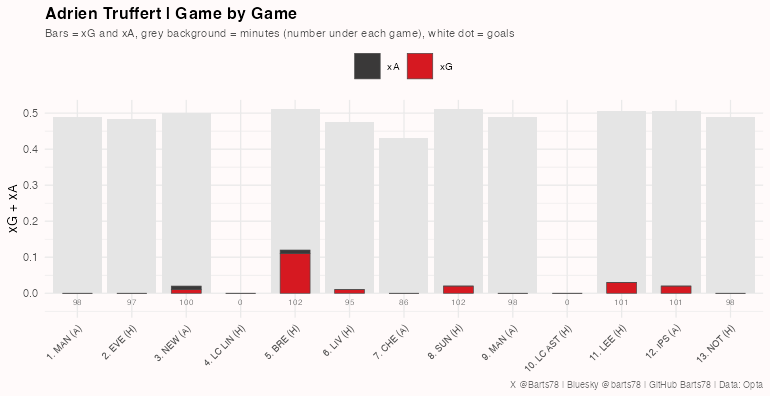 Adrien Truffert | Game by Game
Bars = xG and xA, grey background = minutes (number under each game), white dot = goals
xA xG
xG + xA
0.5
0.4
0.3
0.2
0.1
0.0
98 97 100 0 102 95 86 102 98 0 101 101 98
1. MAN (A)
2. EVE (H)
3. NEW (A)
4. LC LIN (H)
5. BRE (H)
6. LIV (H)
7. CHE (A)
8. SUN (H)
9. MAN (A)
10. LC AST (H)
11. LEE (H)
12. IPS (A)
13. NOT (H)
X @Barts78 | Bluesky @barts78 | GitHub Barts78 | Data: Opta